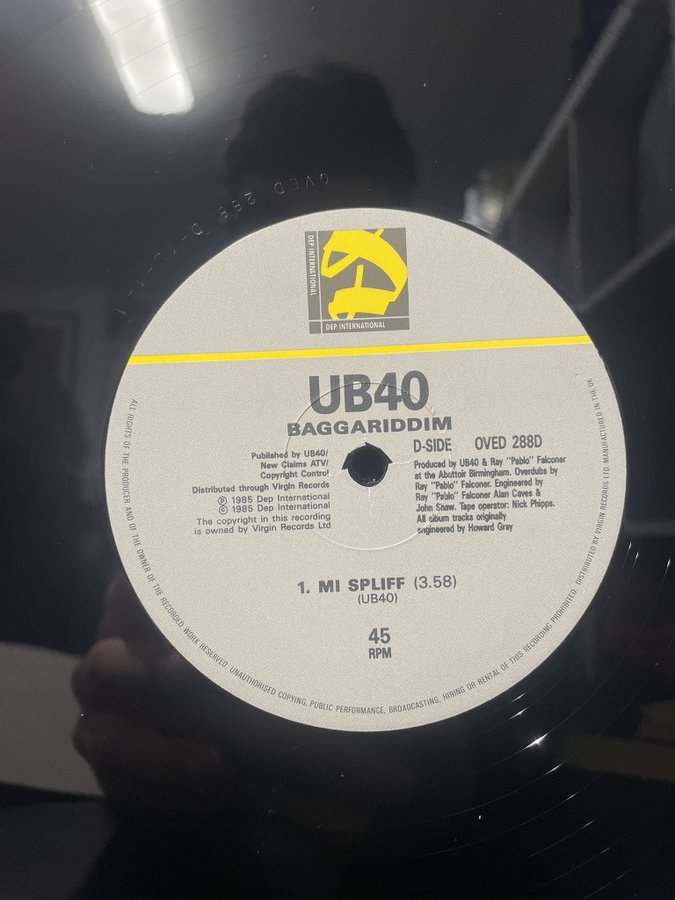 OVED 288 D-
DEP INTERNATIONAL
DEP INTERNATIONAL
UB40
BAGGARIDDIM
Published by UB40/
New Claims ATV/
Copyright Control
Distributed through Virgin Records
Ⓟ 1985 Dep International
© 1985 Dep International
The copyright in this recording
is owned by Virgin Records Ltd
D-SIDE OVED 288D
Produced by UB40 & Ray "Pablo" Falconer
at the Abattoir Birmingham. Overdubs by
Ray "Pablo" Falconer. Engineered by
Ray "Pablo" Falconer Alan Caves &
John Shaw. Tape operator: Nick Phipps.
All album tracks originally
engineered by Howard Gray
1. MI SPLIFF (3.58)
(UB40)
45
RPM
ALL RIGHTS OF THE PRODUCER AND OF THE OWNER OF THE RECORDED WORK RESERVED. UNAUTHORISED COPYING, PUBLIC PERFORMANCE, BROADCASTING, HIRING OR RENTAL OF THIS RECORDING PROHIBITED. DISTRIBUTED BY VIRGIN RECORDS LTD. MANUFACTURED IN THE UK